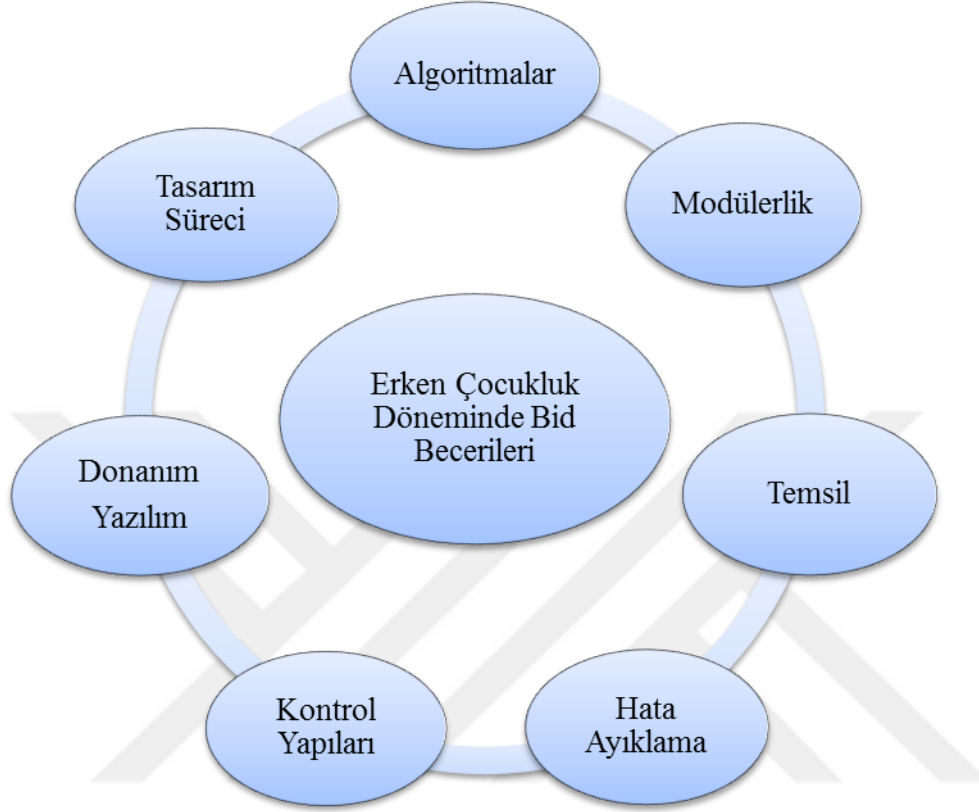 Algoritmalar
Modülerlik
Temsil
Hata
Ayıklama
Kontrol
Yapıları
Donanım
Yazılım
Tasarım
Süreci
Erken Çocukluk
Döneminde Bid
Becerileri